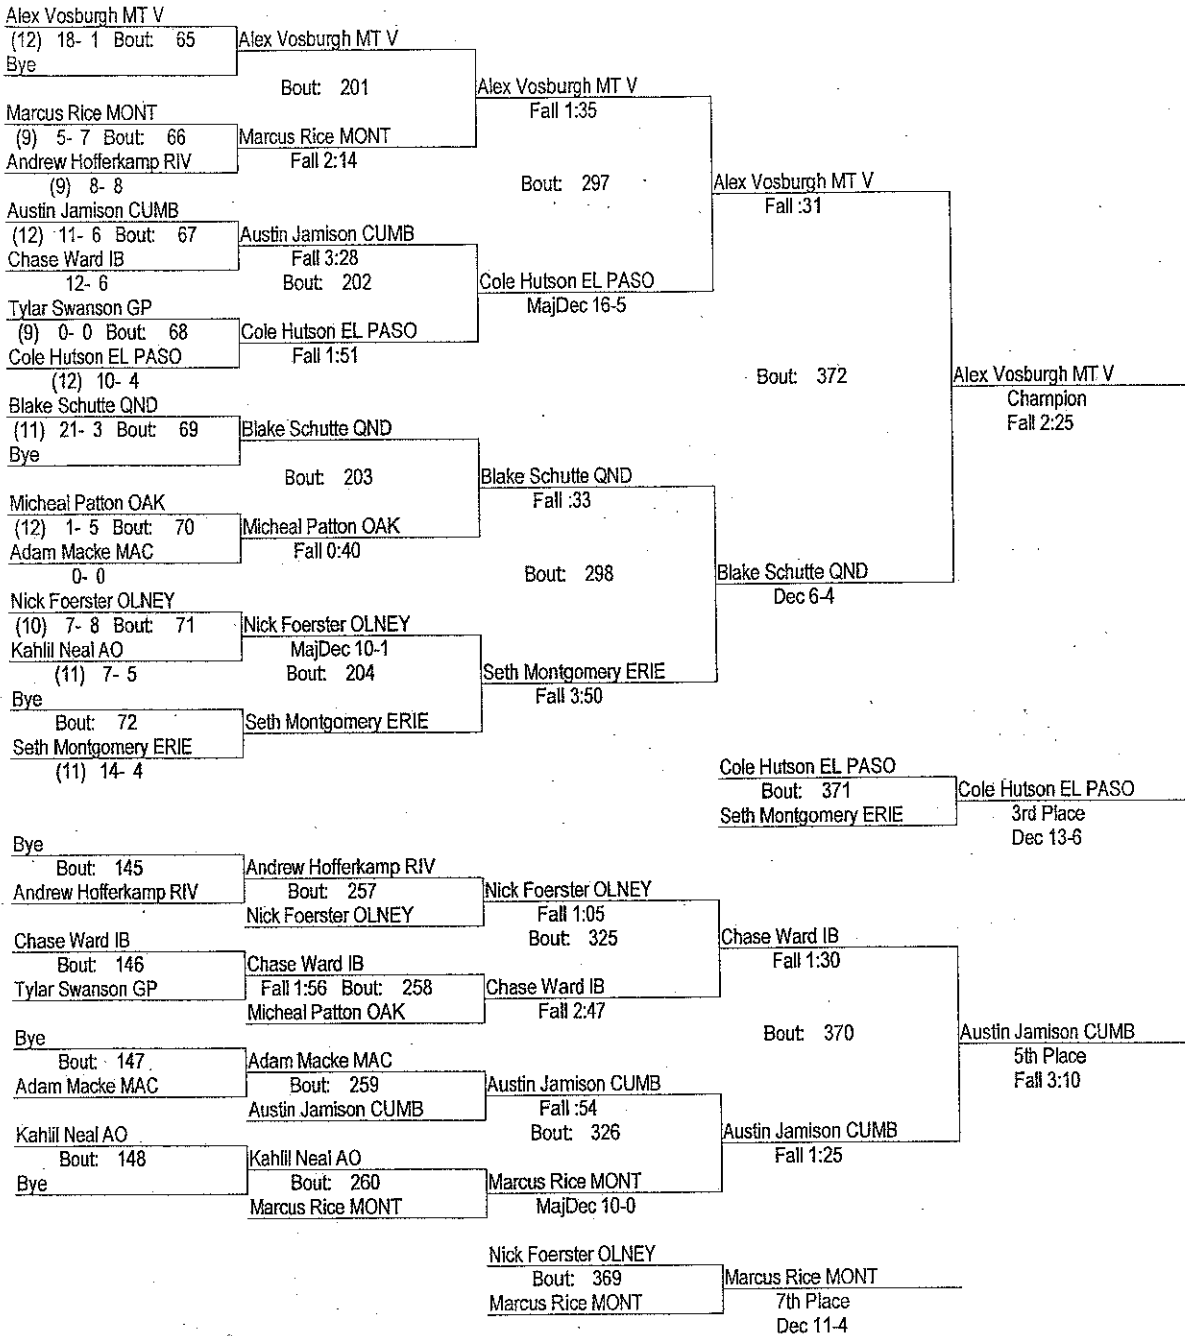 Alex Vosburgh MT V
(12) 18- 1 Bout: 65
Bye
Alex Vosburgh MT V
Bout: 201
Marcus Rice MONT
(9) 5- 7 Bout: 66
Andrew Hofferkamp RIV
(9) 8- 8
Marcus Rice MONT
Fall 2:14
Alex Vosburgh MT V
Fall 1:35
Bout: 297
Austin Jamison CUMB
(12) 11- 6 Bout: 67
Chase Ward IB
12- 6
Austin Jamison CUMB
Fall 3:28
Bout: 202
Tylar Swanson GP
(9) 0- 0 Bout: 68
Cole Hutson EL PASO
(12) 10- 4
Cole Hutson EL PASO
Fall 1:51
Cole Hutson EL PASO
MajDec 16-5
Alex Vosburgh MT V
Fall :31
Bout: 372
Blake Schutte QND
(11) 21- 3 Bout: 69
Bye
Blake Schutte QND
Bout: 203
Micheal Patton OAK
(12) 1- 5 Bout: 70
Adam Macke MAC
0- 0
Micheal Patton OAK
Fall 0:40
Blake Schutte QND
Fall :33
Bout: 298
Nick Foerster OLNEY
(10) 7- 8 Bout: 71
Kahlil Neal AO
(11) 7- 5
Nick Foerster OLNEY
MajDec 10-1
Bout: 204
Bye
Bout: 72
Seth Montgomery ERIE
(11) 14- 4
Seth Montgomery ERIE
Seth Montgomery ERIE
Fall 3:50
Blake Schutte QND
Dec 6-4
Alex Vosburgh MT V
Champion
Fall 2:25
Cole Hutson EL PASO
Bout: 371
Seth Montgomery ERIE
Cole Hutson EL PASO
3rd Place
Dec 13-6
Bye
Bout: 145
Andrew Hofferkamp RIV
Andrew Hofferkamp RIV
Bout: 257
Nick Foerster OLNEY
Nick Foerster OLNEY
Fall 1:05
Bout: 325
Chase Ward IB
Bout: 146
Tylar Swanson GP
Chase Ward IB
Fall 1:56 Bout: 258
Micheal Patton OAK
Chase Ward IB
Fall 2:47
Chase Ward IB
Fall 1:30
Bout: 370
Bye
Bout: 147
Adam Macke MAC
Adam Macke MAC
Bout: 259
Austin Jamison CUMB
Austin Jamison CUMB
Fall :54
Bout: 326
Kahlil Neal AO
Bout: 148
Bye
Kahlil Neal AO
Bout: 260
Marcus Rice MONT
Marcus Rice MONT
MajDec 10-0
Austin Jamison CUMB
Fall 1:25
Austin Jamison CUMB
5th Place
Fall 3:10
Nick Foerster OLNEY
Bout: 369
Marcus Rice MONT
Marcus Rice MONT
7th Place
Dec 11-4